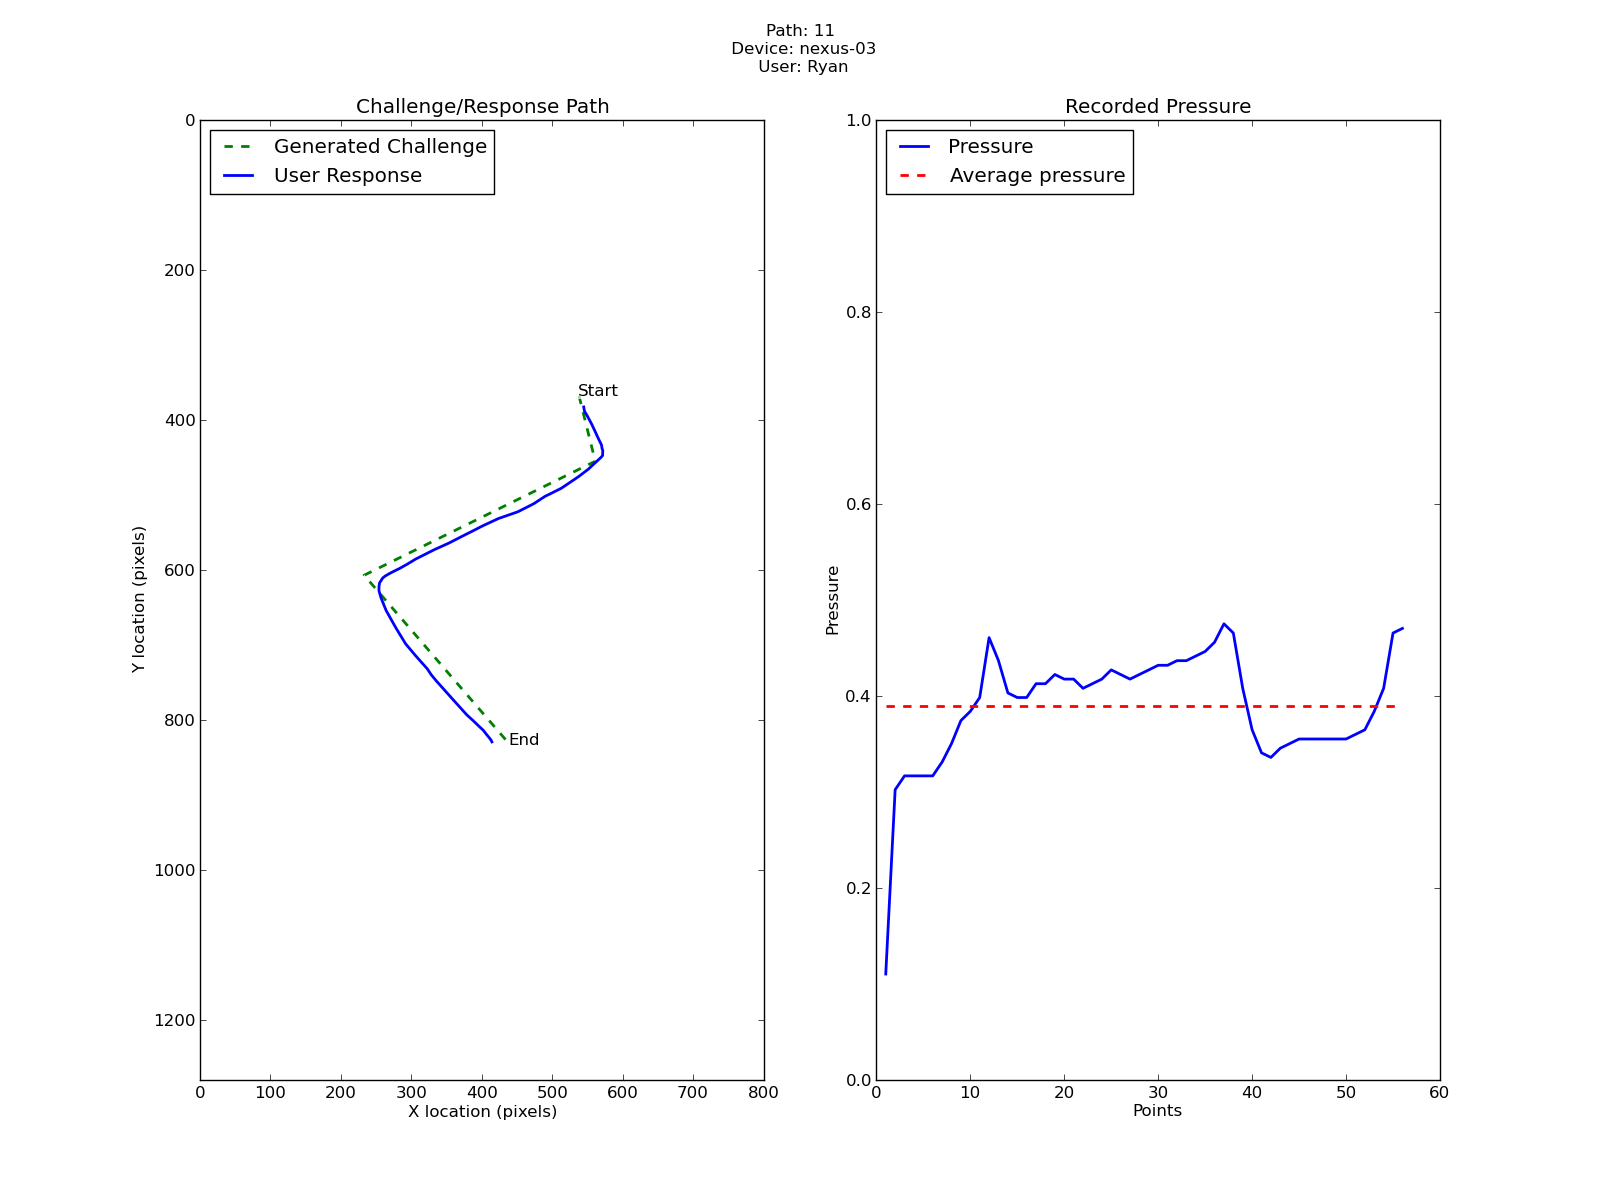 Path: 11
Device: nexus-03
User: Ryan
Challenge/Response Path
Generated Challenge
User Response
0
200
400
600
800
1000
1200
Y location (pixels)
Start
End
0 100 200 300 400 500 600 700 800
X location (pixels)
Recorded Pressure
Pressure
Average pressure
1.0
0.8
0.6
0.4
0.2
0.0
Pressure
0 10 20 30 40 50 60
Points